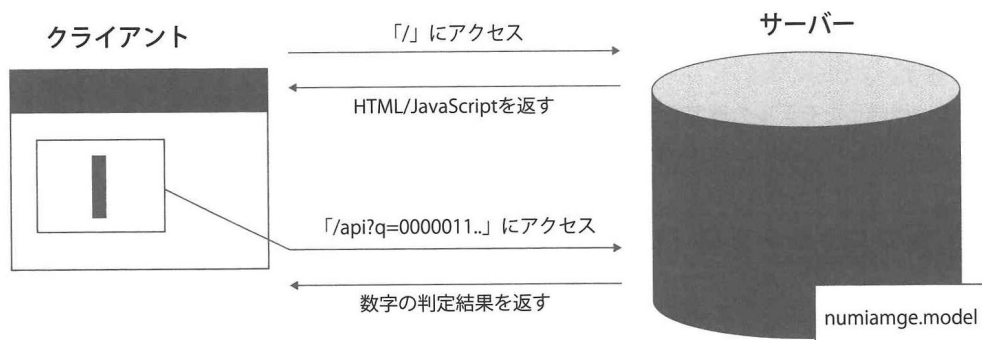 クライアント
「/」にアクセス
サーバー
HTML/JavaScriptを返す
「/api?q=0000011..」にアクセス
数字の判定結果を返す
numiamge.model